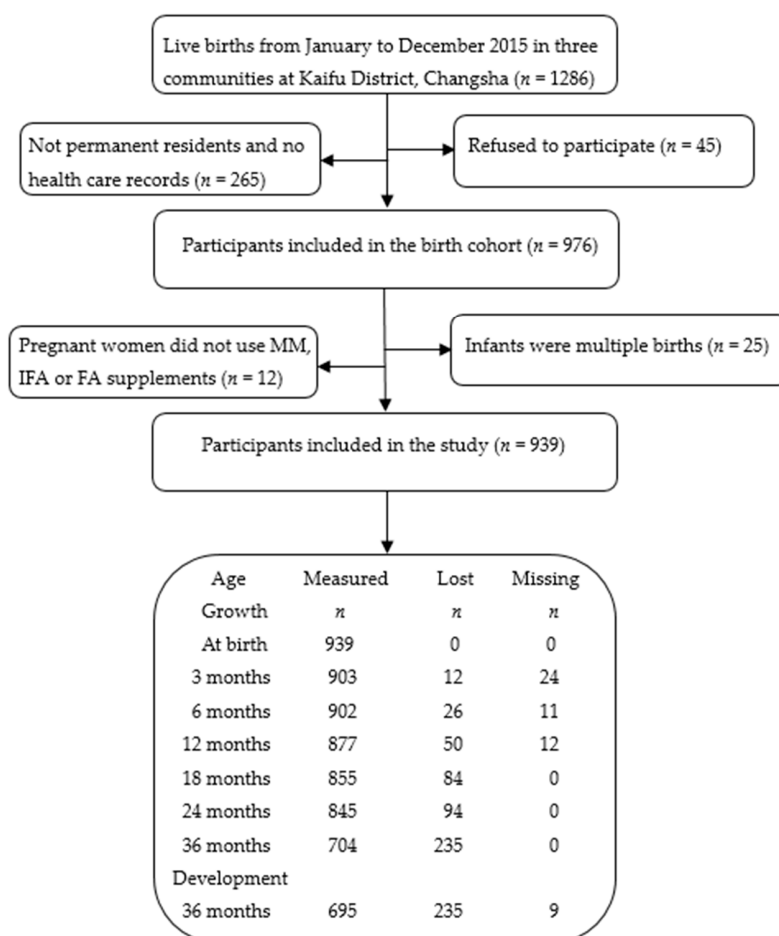 Live births from January to December 2015 in three
communities at Kaifu District, Changsha (n = 1286)
Not permanent residents and no
health care records (n = 265)
Refused to participate (n = 45)
Participants included in the birth cohort (n = 976)
Pregnant women did not use MM,
IFA or FA supplements (n = 12)
Infants were multiple births (n = 25)
Participants included in the study (n = 939)
Age Measured Lost Missing
Growth n n n
At birth 939 0 0
3 months 903 12 24
6 months 902 26 11
12 months 877 50 12
18 months 855 84 0
24 months 845 94 0
36 months 704 235 0
Development
36 months 695 235 9